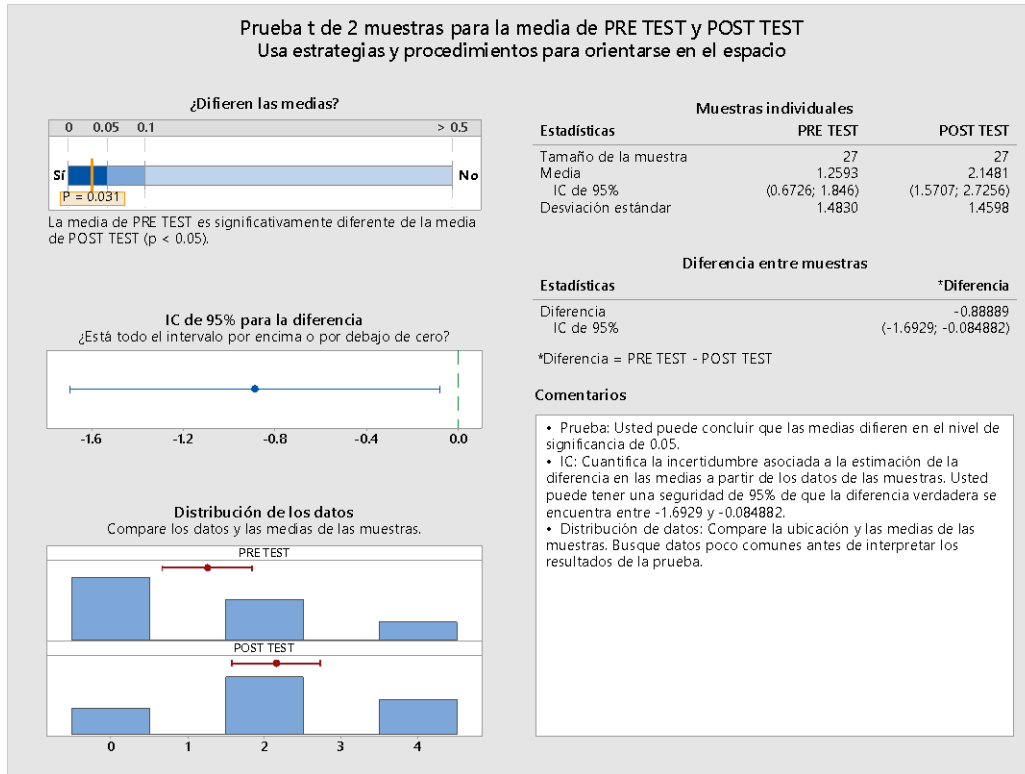 Prueba t de 2 muestras para la media de PRE TEST y POST TEST
Usa estrategias y procedimientos para orientarse en el espacio
¿Difieren las medias?
0 0.05 0.1 > 0.5
Sí No
P = 0.031
La media de PRE TEST es significativamente diferente de la media
de POST TEST (p < 0.05).
IC de 95% para la diferencia
¿Está todo el intervalo por encima o por debajo de cero?
-1.6 -1.2 -0.8 -0.4 0.0
Distribución de los datos
Compare los datos y las medias de las muestras.
PRE TEST
POST TEST
0 1 2 3 4
Muestras individuales
Estadísticas PRE TEST POST TEST
Tamaño de la muestra 27 27
Media 1.2593 2.1481
IC de 95% (0.6726; 1.846) (1.5707; 2.7256)
Desviación estándar 1.4830 1.4598
Diferencia entre muestras
Estadísticas *Diferencia
Diferencia -0.88889
IC de 95% (-1.6929; -0.084882)
*Diferencia = PRE TEST - POST TEST
Comentarios
• Prueba: Usted puede concluir que las medias difieren en el nivel de
significancia de 0.05.
• IC: Cuantifica la incertidumbre asociada a la estimación de la
diferencia en las medias a partir de los datos de las muestras. Usted
puede tener una seguridad de 95% de que la diferencia verdadera se
encuentra entre -1.6929 y -0.084882.
• Distribución de datos: Compare la ubicación y las medias de las
muestras. Busque datos poco comunes antes de interpretar los
resultados de la prueba.